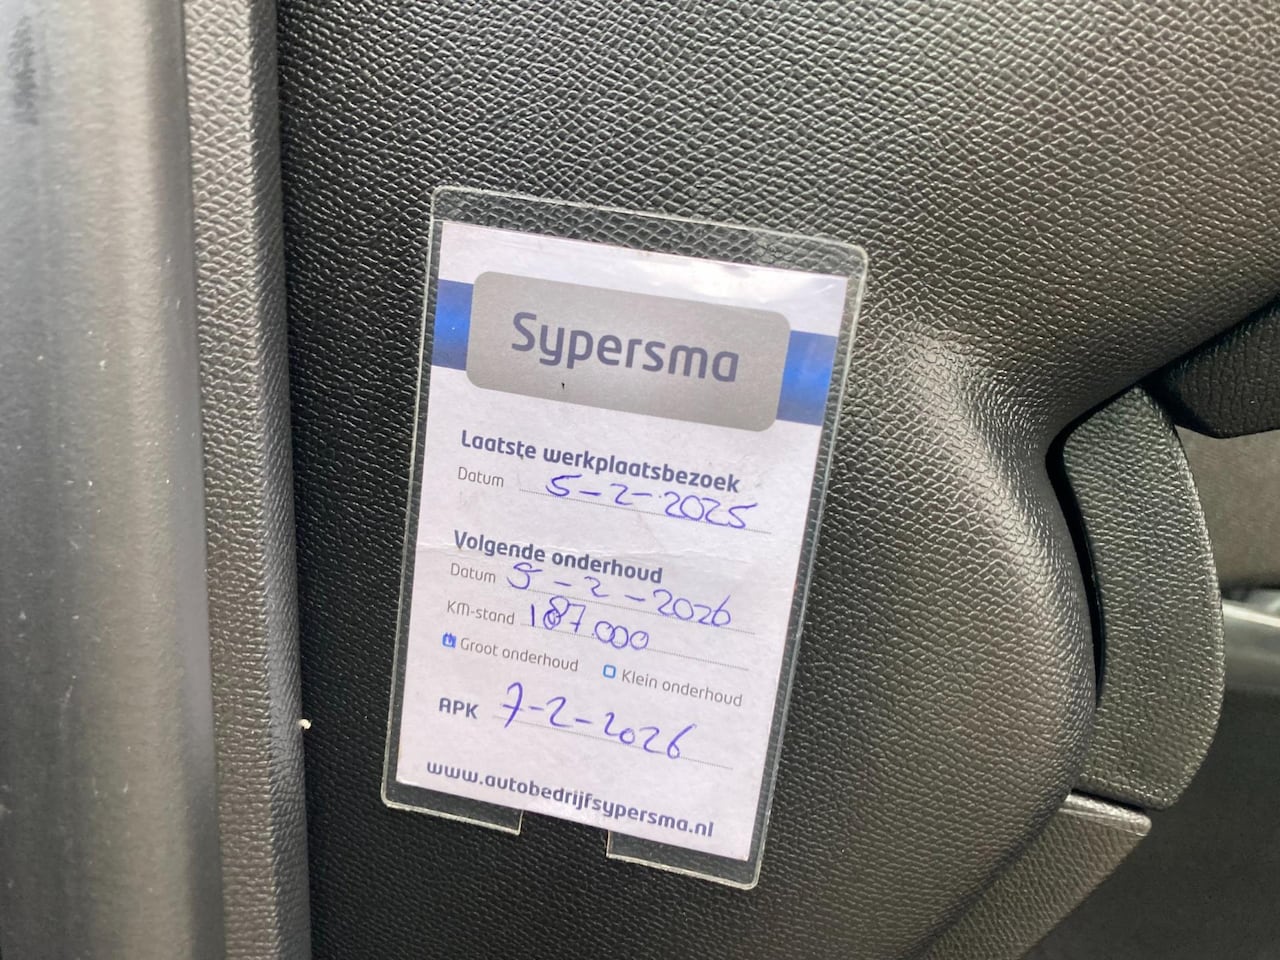 Sypersma
Laatste werkplaatsbezoek
Datum 5-2-2025
Volgende onderhoud
Datum 5-2-2026
KM-stand 187.000
Groot onderhoud Klein onderhoud
APK 7-2-2026
www.autobedrijfsypersma.nl